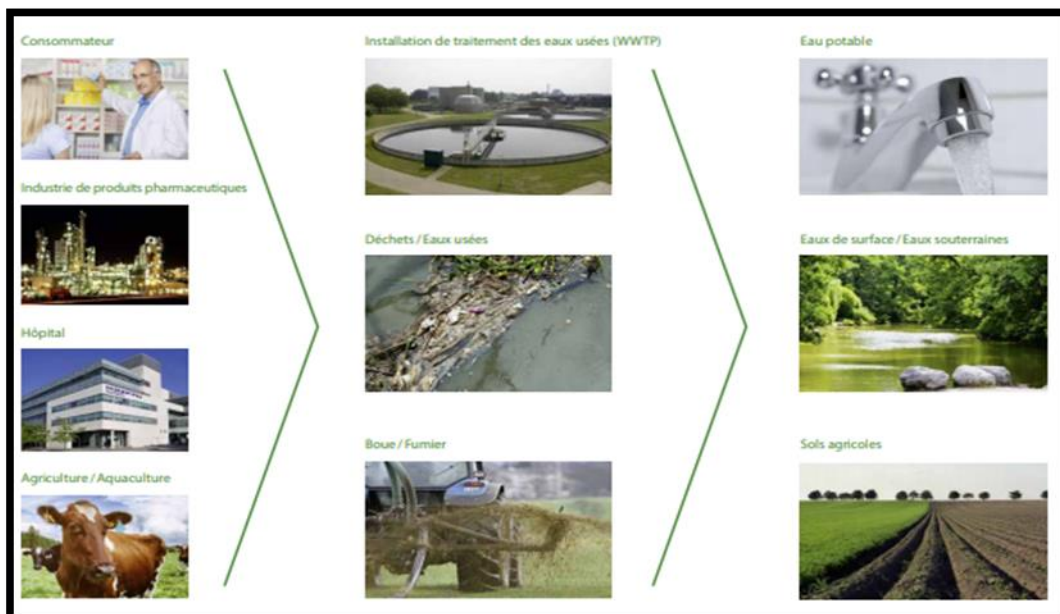 Consommateur
Industrie de produits pharmaceutiques
Hôpital
Agriculture / Aquaculture
Installation de traitement des eaux usées (WWTP)
Déchets / Eaux usées
Boue / Fumier
Eau potable
Eaux de surface / Eaux souterraines
Sols agricoles